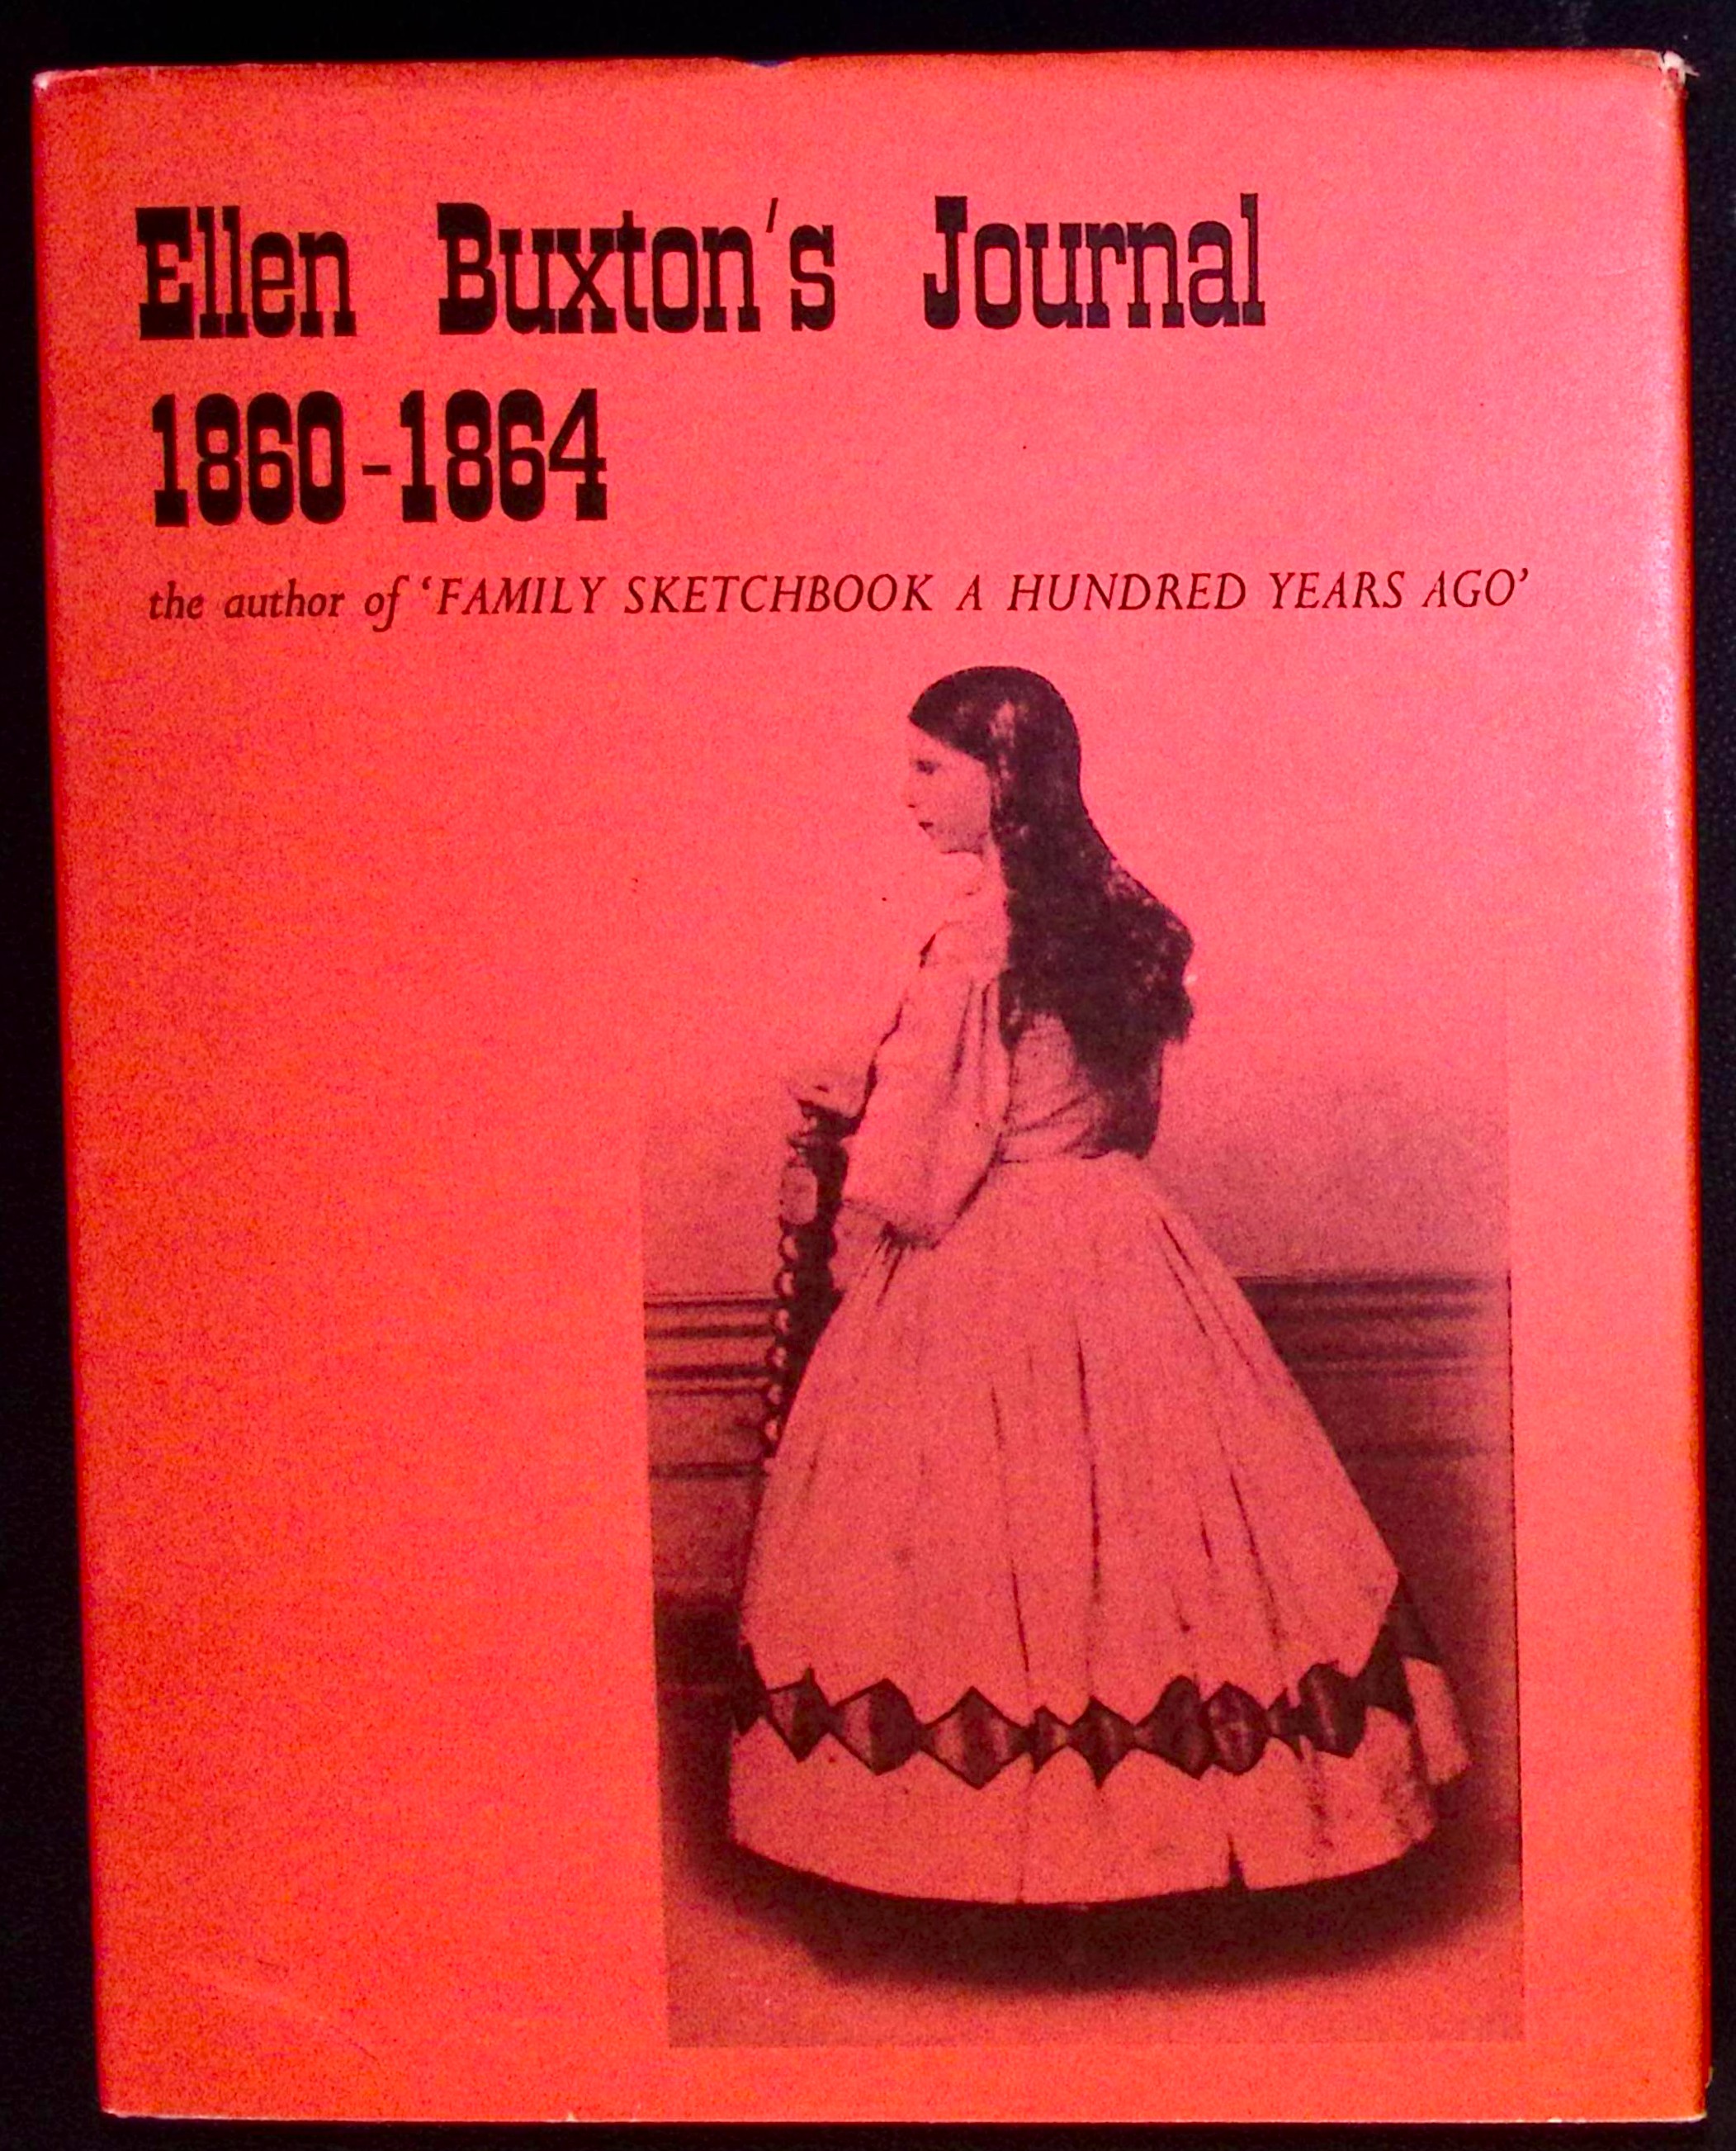 Ellen Buxton's Journal
1860-1864
the author of ‘FAMILY SKETCHBOOK A HUNDRED YEARS AGO’